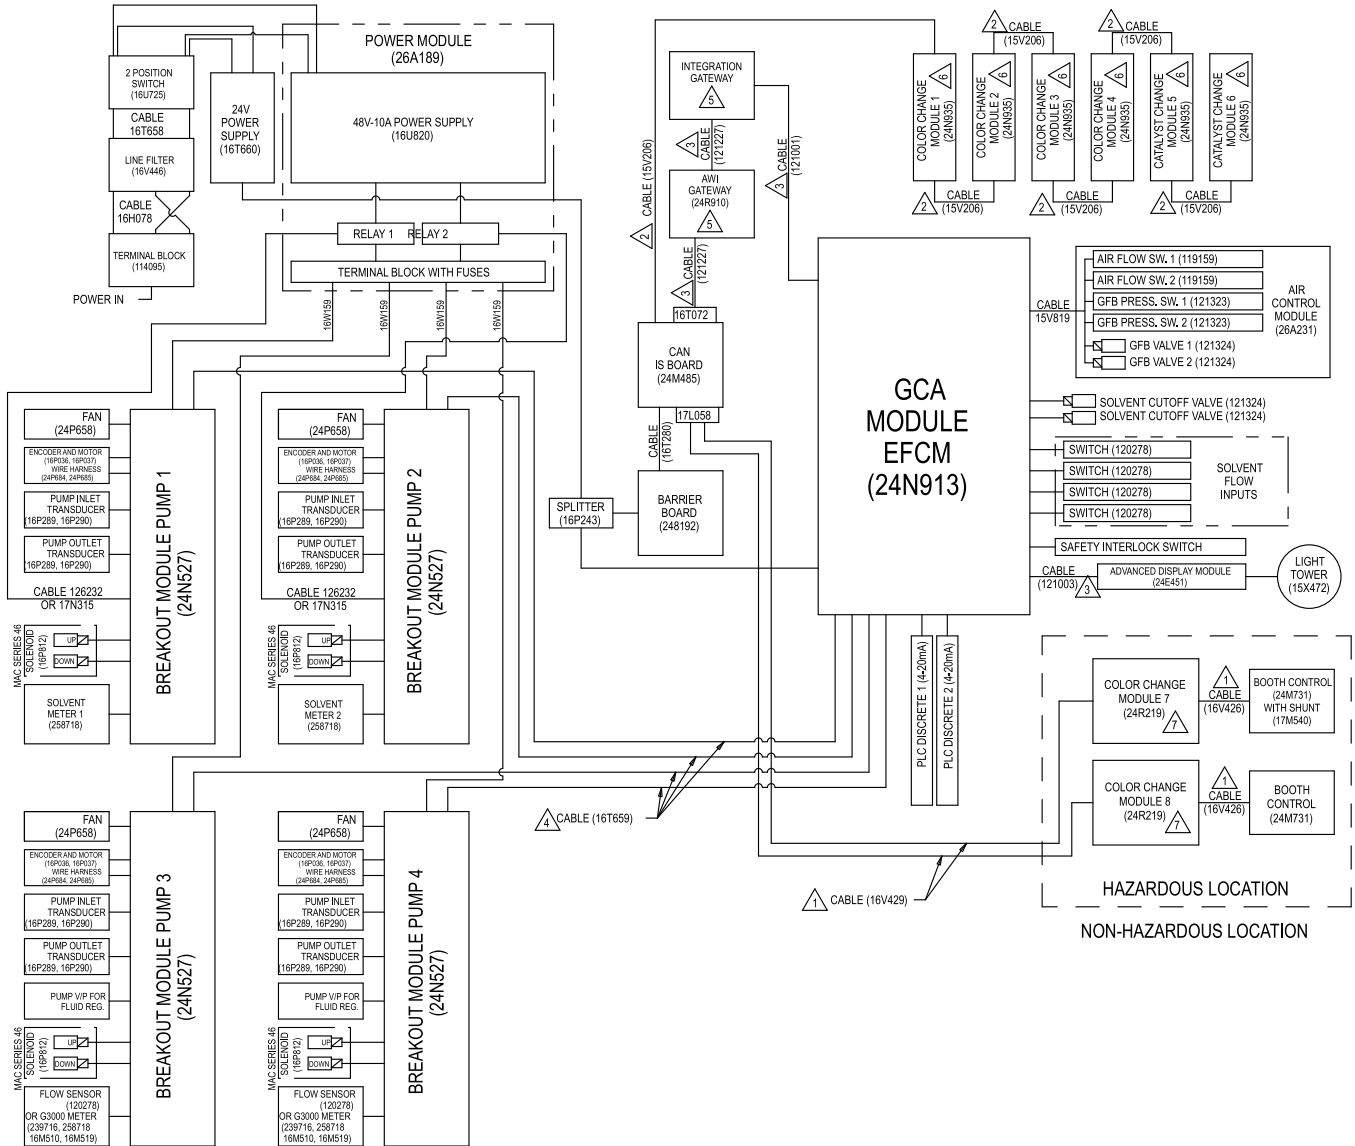 POWER MODULE
(26A189)
2 POSITION
SWITCH
(16U725)
CABLE
16T658
LINE FILTER
(16V446)
CABLE
16H078
TERMINAL BLOCK
(114095)
POWER IN
24V
POWER
SUPPLY
(16T660)
48V-10A POWER SUPPLY
(16U820)
RELAY 1
RELAY 2
TERMINAL BLOCK WITH FUSES
16W159
16W159
16W159
16W159
INTEGRATION
GATEWAY
5
3
CABLE
(121227)
AWI
GATEWAY
(24R910)
5
3
CABLE
(121227)
3
CABLE
(121001)
2
CABLE (15V206)
16T072
CAN
IS BOARD
(24M485)
17L058
CABLE
(16T280)
BARRIER
BOARD
(248192)
SPLITTER
(16P243)
2
CABLE
(15V206)
2
CABLE
(15V206)
COLOR CHANGE
MODULE 1
(24N935)
6
COLOR CHANGE
MODULE 2
(24N935)
6
COLOR CHANGE
MODULE 3
(24N935)
6
COLOR CHANGE
MODULE 4
(24N935)
6
CATALYST CHANGE
MODULE 5
(24N935)
6
CATALYST CHANGE
MODULE 6
(24N935)
6
2
CABLE
(15V206)
2
CABLE
(15V206)
2
CABLE
(15V206)
GCA
MODULE
EFCM
(24N913)
CABLE
15V819
AIR FLOW SW. 1 (119159)
AIR FLOW SW. 2 (119159)
GFB PRESS. SW. 1 (121323)
GFB PRESS. SW. 2 (121323)
GFB VALVE 1 (121324)
GFB VALVE 2 (121324)
AIR
CONTROL
MODULE
(26A231)
SOLVENT CUTOFF VALVE (121324)
SOLVENT CUTOFF VALVE (121324)
SWITCH (120278)
SWITCH (120278)
SWITCH (120278)
SWITCH (120278)
SOLVENT
FLOW
INPUTS
SAFETY INTERLOCK SWITCH
CABLE
(121003)
3
ADVANCED DISPLAY MODULE
(24E451)
LIGHT
TOWER
(15X472)
PLC DISCRETE 1 (4-20mA)
PLC DISCRETE 2 (4-20mA)
COLOR CHANGE
MODULE 7
(24R219)
7
1
CABLE
(16V426)
BOOTH CONTROL
(24M731)
WITH SHUNT
(17M540)
COLOR CHANGE
MODULE 8
(24R219)
7
1
CABLE
(16V426)
BOOTH
CONTROL
(24M731)
HAZARDOUS LOCATION
NON-HAZARDOUS LOCATION
4
CABLE (16T659)
1
CABLE (16V429)
FAN
(24P658)
ENCODER AND MOTOR
(16P036, 16P037)
WIRE HARNESS
(24P684, 24P685)
PUMP INLET
TRANSDUCER
(16P289, 16P290)
PUMP OUTLET
TRANSDUCER
(16P289, 16P290)
CABLE 126232
OR 17N315
MAC SERIES 46
SOLENOID
(16P812)
UP
DOWN
SOLVENT
METER 1
(258718)
BREAKOUT MODULE PUMP 1
(24N527)
FAN
(24P658)
ENCODER AND MOTOR
(16P036, 16P037)
WIRE HARNESS
(24P684, 24P685)
PUMP INLET
TRANSDUCER
(16P289, 16P290)
PUMP OUTLET
TRANSDUCER
(16P289, 16P290)
CABLE 126232
OR 17N315
MAC SERIES 46
SOLENOID
(16P812)
UP
DOWN
SOLVENT
METER 2
(258718)
BREAKOUT MODULE PUMP 2
(24N527)
FAN
(24P658)
ENCODER AND MOTOR
(16P036, 16P037)
WIRE HARNESS
(24P684, 24P685)
PUMP INLET
TRANSDUCER
(16P289, 16P290)
PUMP OUTLET
TRANSDUCER
(16P289, 16P290)
PUMP V/P FOR
FLUID REG.
MAC SERIES 46
SOLENOID
(16P812)
UP
DOWN
FLOW SENSOR
(120278)
OR G3000 METER
(239716, 258718
16M510, 16M519)
BREAKOUT MODULE PUMP 3
(24N527)
FAN
(24P658)
ENCODER AND MOTOR
(16P036, 16P037)
WIRE HARNESS
(24P684, 24P685)
PUMP INLET
TRANSDUCER
(16P289, 16P290)
PUMP OUTLET
TRANSDUCER
(16P289, 16P290)
PUMP V/P FOR
FLUID REG.
MAC SERIES 46
SOLENOID
(16P812)
UP
DOWN
FLOW SENSOR
(120278)
OR G3000 METER
(239716, 258718
16M510, 16M519)
BREAKOUT MODULE PUMP 4
(24N527)